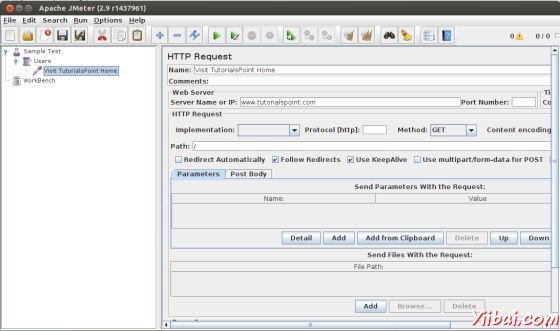 Apache JMeter (2.9 r1437961)
File Edit Search Run Options Help
0 0 / 0
Sample Test
Users
Visit TutorialsPoint Home
WorkBench
HTTP Request
Name: Visit TutorialsPoint Home
Comments:
Web Server
Server Name or IP: www.tutorialspoint.com Port Number:
HTTP Request
Implementation: Protocol [http]: Method: GET Content encoding
Path: /
Redirect Automatically Follow Redirects Use KeepAlive Use multipart/form-data for POST
Parameters Post Body
Send Parameters With the Request:
Name: Value
Detail Add Add from Clipboard Delete Up Down
Send Files With the Request:
File Path:
Add Browse... Delete
Yiibai.com